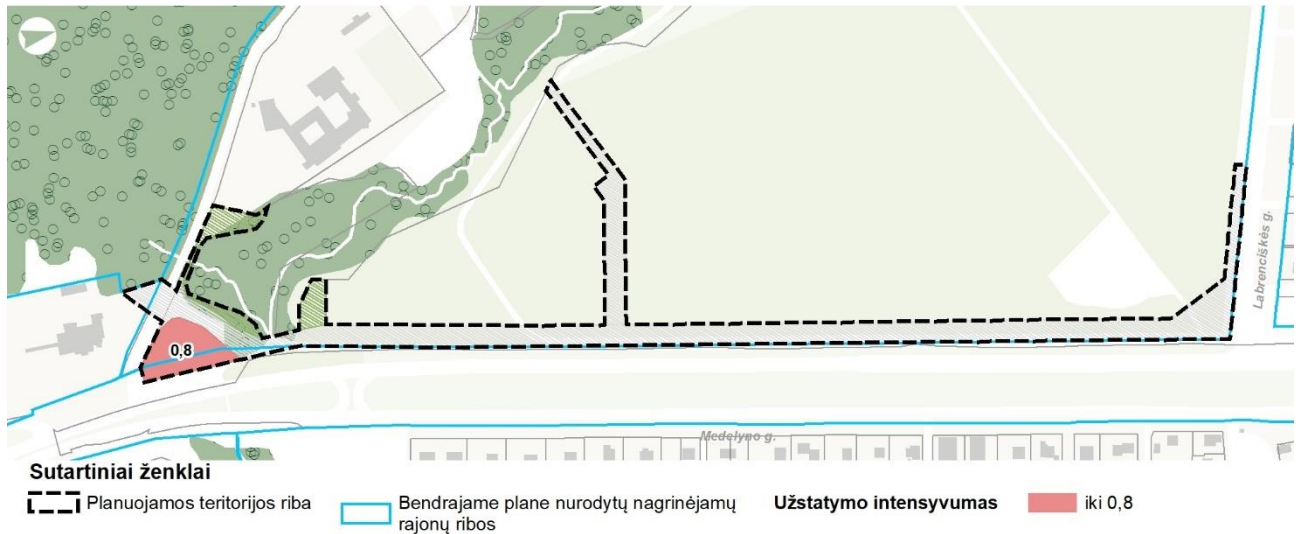 Labrenciškės g.
0,8
Medelyno g.
Sutartiniai ženklai
Planuojamos teritorijos riba
Bendrajame plane nurodytų nagrinėjamų
rajonų ribos
Užstatymo intensyvumas
iki 0,8